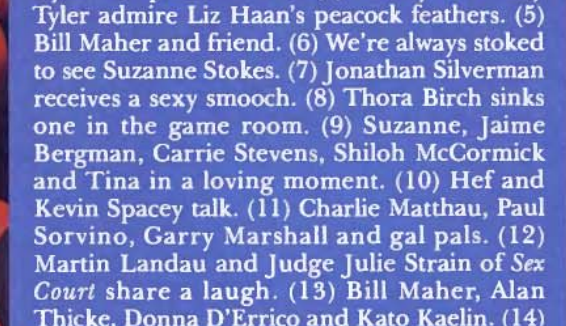 Tyler admire Liz Haan's peacock feathers. (5)
Bill Maher and friend. (6) We're always stoked
to see Suzanne Stokes. (7) Jonathan Silverman
receives a sexy smooch. (8) Thora Birch sinks
one in the game room. (9) Suzanne, Jaime
Bergman, Carrie Stevens, Shiloh McCormick
and Tina in a loving moment. (10) Hef and
Kevin Spacey talk. (11) Charlie Matthau, Paul
Sorvino, Garry Marshall and gal pals. (12)
Martin Landau and Judge Julie Strain of Sex
Court share a laugh. (13) Bill Maher, Alan
Thicke, Donna D'Errico and Kato Kaelin. (14)